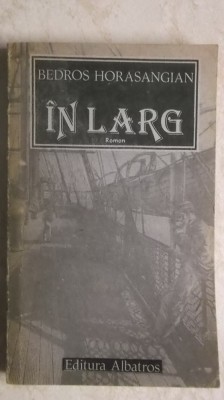 BEDROS HORASANGIAN
ÎN LARG
Roman
Editura Albatros